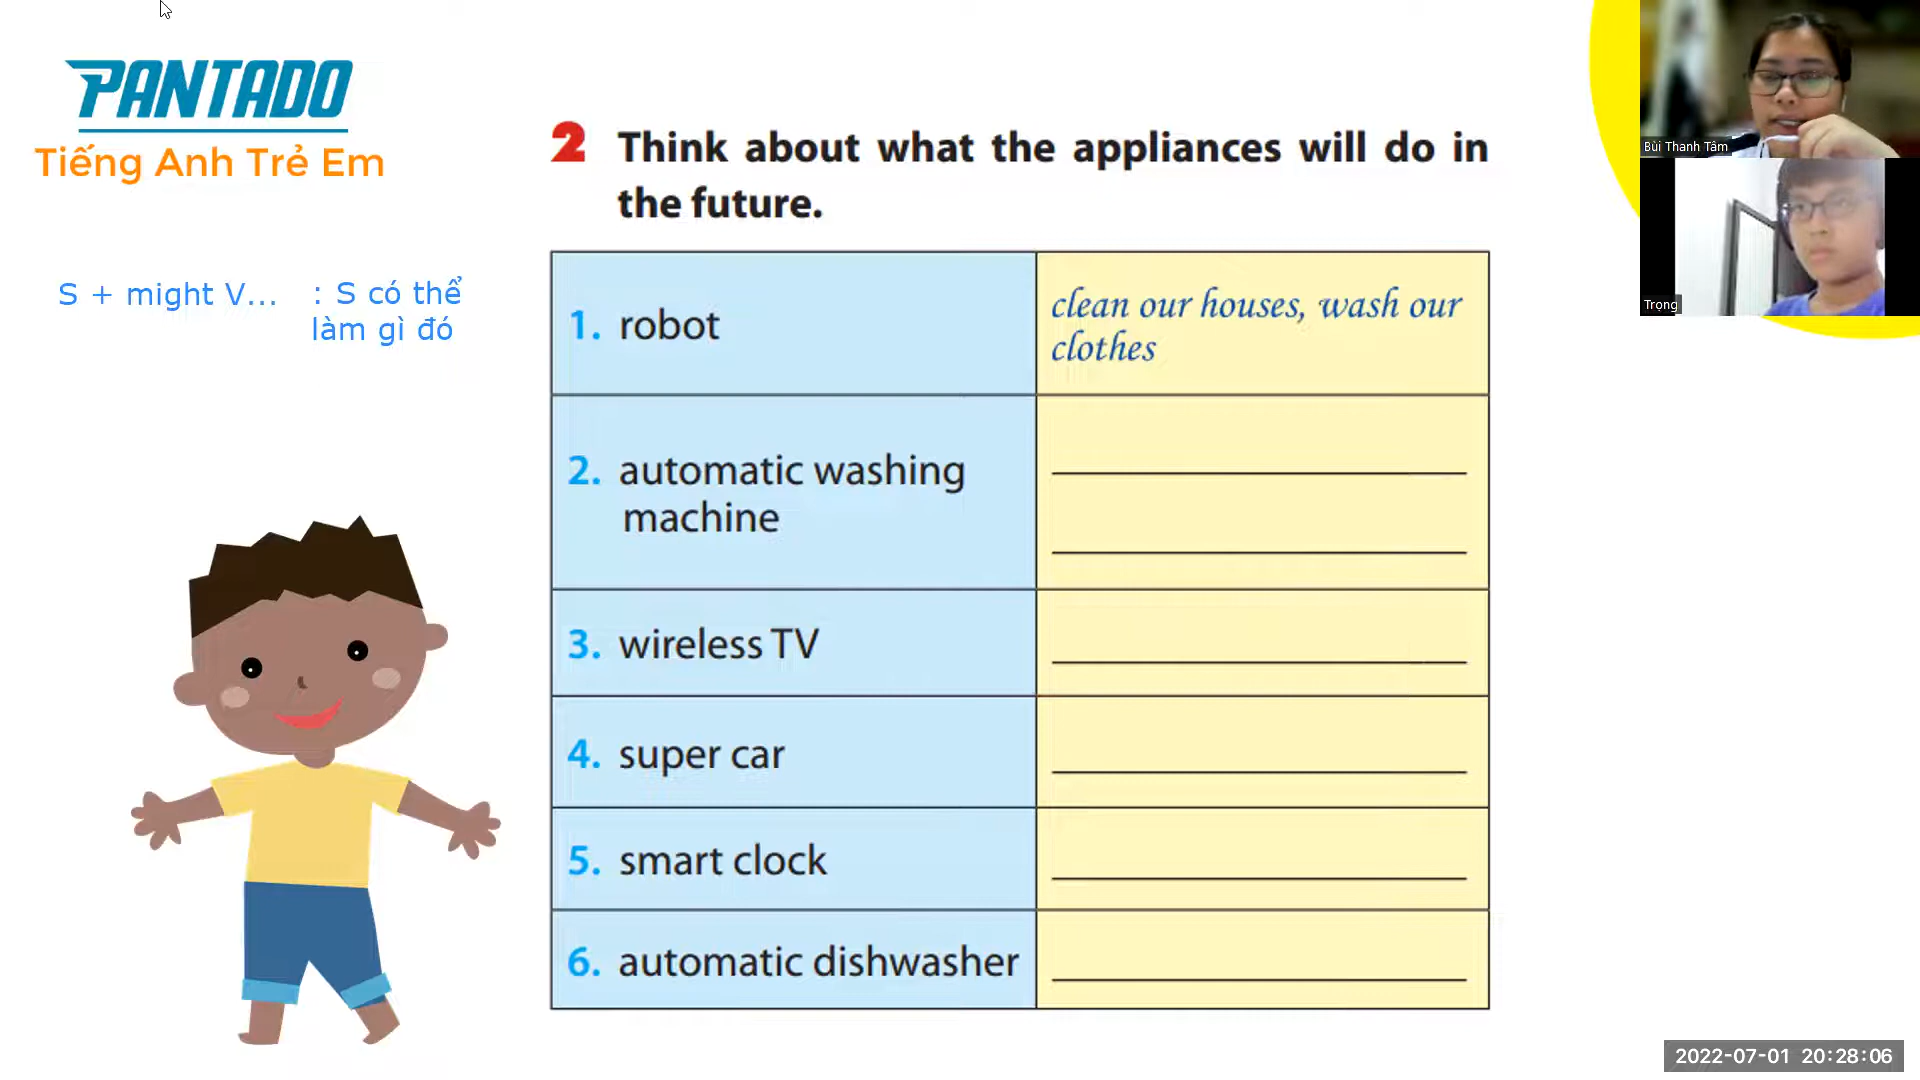 PANTADO
Tiếng Anh Trẻ Em
S + might V... : S có thể
làm gì đó
2 Think about what the appliances will do in
the future.
1. robot
clean our houses, wash our
clothes
2. automatic washing
machine
3. wireless TV
4. super car
5. smart clock
6. automatic dishwasher
Bùi Thanh Tâm
Trọng
2022-07-01 20:28:06